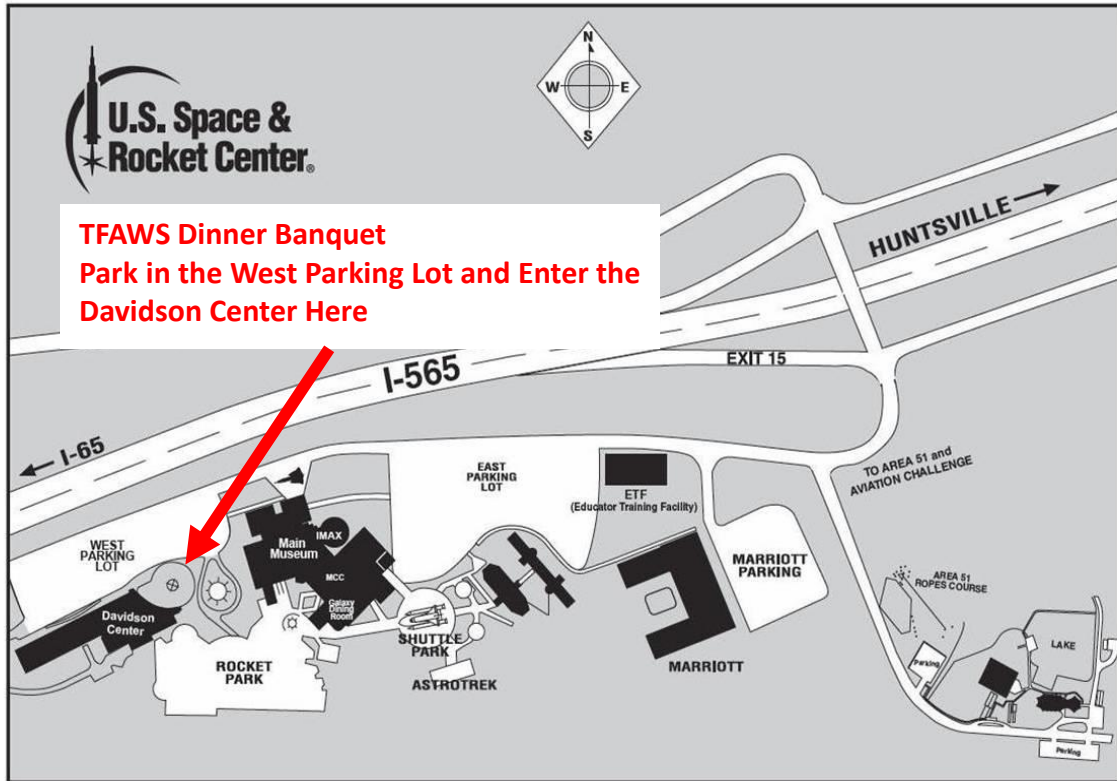 N
W
E
S
U.S. Space &
Rocket Center®
TFAWS Dinner Banquet
Park in the West Parking Lot and Enter the
Davidson Center Here
HUNTSVILLE
EXIT 15
I-565
I-65
TO AREA 51 and
AVIATION CHALLENGE
EAST
PARKING
LOT
ETF
(Educator Training Facility)
WEST
PARKING
LOT
IMAX
Main
Museum
MCC
Galaxy
Dining
Room
MARRIOTT
PARKING
AREA 51
ROPES COURSE
Davidson
Center
SHUTTLE
PARK
LAKE
ROCKET
PARK
MARRIOTT
Parking
ASTROTREK
Parking